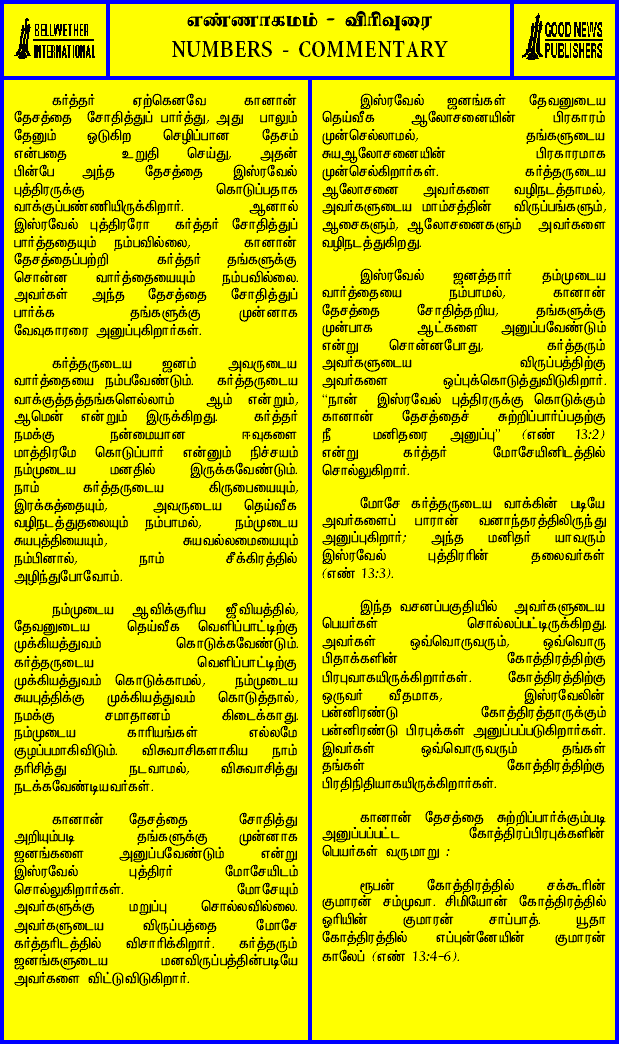 BELLWETHER
INTERNATIONAL
எண்ணாகமம் - விரிவுரை
NUMBERS - COMMENTARY
GOOD NEWS
PUBLISHERS
கர்த்தர் ஏற்கெனவே கானான்
தேசத்தை சோதித்துப் பார்த்து, அது பாலும்
தேனும் ஓடுகிற செழிப்பான தேசம்
என்பதை உறுதி செய்து, அதன்
பின்பே அந்த தேசத்தை இஸ்ரவேல்
புத்திரருக்கு கொடுப்பதாக
வாக்குப்பண்ணியிருக்கிறார். ஆனால்
இஸ்ரவேல் புத்திரரோ கர்த்தர் சோதித்துப்
பார்த்ததையும் நம்பவில்லை, கானான்
தேசத்தைப்பற்றி கர்த்தர் தங்களுக்கு
சொன்ன வார்த்தையையும் நம்பவில்லை.
அவர்கள் அந்த தேசத்தை சோதித்துப்
பார்க்க தங்களுக்கு முன்னாக
வேவுகாரரை அனுப்புகிறார்கள்.
கர்த்தருடைய ஜனம் அவருடைய
வார்த்தையை நம்பவேண்டும். கர்த்தருடைய
வாக்குத்தத்தங்களெல்லாம் ஆம் என்றும்,
ஆமென் என்றும் இருக்கிறது. கர்த்தர்
நமக்கு நன்மையான ஈவுகளை
மாத்திரமே கொடுப்பார் என்னும் நிச்சயம்
நம்முடைய மனதில் இருக்கவேண்டும்.
நாம் கர்த்தருடைய கிருபையையும்,
இரக்கத்தையும், அவருடைய தெய்வீக
வழிநடத்துதலையும் நம்பாமல், நம்முடைய
சுயபுத்தியையும், சுயவல்லமையையும்
நம்பினால், நாம் சீக்கிரத்தில்
அழிந்துபோவோம்.
நம்முடைய ஆவிக்குரிய ஜீவியத்தில்,
தேவனுடைய தெய்வீக வெளிப்பாட்டிற்கு
முக்கியத்துவம் கொடுக்கவேண்டும்.
கர்த்தருடைய வெளிப்பாட்டிற்கு
முக்கியத்துவம் கொடுக்காமல், நம்முடைய
சுயபுத்திக்கு முக்கியத்துவம் கொடுத்தால்,
நமக்கு சமாதானம் கிடைக்காது.
நம்முடைய காரியங்கள் எல்லமே
குழப்பமாகிவிடும். விசுவாசிகளாகிய நாம்
தரிசித்து நடவாமல், விசுவாசித்து
நடக்கவேண்டியவர்கள்.
கானான் தேசத்தை சோதித்து
அறியும்படி தங்களுக்கு முன்னாக
ஜனங்களை அனுப்பவேண்டும் என்று
இஸ்ரவேல் புத்திரர் மோசேயிடம்
சொல்லுகிறார்கள். மோசேயும்
அவர்களுக்கு மறுப்பு சொல்லவில்லை.
அவர்களுடைய விருப்பத்தை மோசே
கர்த்தரிடத்தில் விசாரிக்கிறார். கர்த்தரும்
ஜனங்களுடைய மனவிருப்பத்தின்படியே
அவர்களை விட்டுவிடுகிறார்.
இஸ்ரவேல் ஜனங்கள் தேவனுடைய
தெய்வீக ஆலோசனையின் பிரகாரம்
முன்செல்லாமல், தங்களுடைய
சுயஆலோசனையின் பிரகாரமாக
முன்செல்கிறார்கள். கர்த்தருடைய
ஆலோசனை அவர்களை வழிநடத்தாமல்,
அவர்களுடைய மாம்சத்தின் விருப்பங்களும்,
ஆசைகளும், ஆலோசனைகளும் அவர்களை
வழிநடத்துகிறது.
இஸ்ரவேல் ஜனத்தார் தம்முடைய
வார்த்தையை நம்பாமல், கானான்
தேசத்தை சோதித்தறிய, தங்களுக்கு
முன்பாக ஆட்களை அனுப்பவேண்டும்
என்று சொன்னபோது, கர்த்தரும்
அவர்களுடைய விருப்பத்திற்கு
அவர்களை ஒப்புக்கொடுத்துவிடுகிறார்.
“நான் இஸ்ரவேல் புத்திரருக்கு கொடுக்கும்
கானான் தேசத்தைச் சுற்றிப்பார்ப்பதற்கு
நீ மனிதரை அனுப்பு” (எண் 13:2)
என்று கர்த்தர் மோசேயினிடத்தில்
சொல்லுகிறார்.
மோசே கர்த்தருடைய வாக்கின் படியே
அவர்களைப் பாரான் வனாந்தரத்திலிருந்து
அனுப்புகிறார்; அந்த மனிதர் யாவரும்
இஸ்ரவேல் புத்திரரின் தலைவர்கள்
(எண் 13:3).
இந்த வசனப்பகுதியில் அவர்களுடைய
பெயர்கள் சொல்லப்பட்டிருக்கிறது.
அவர்கள் ஒவ்வொருவரும், ஒவ்வொரு
பிதாக்களின் கோத்திரத்திற்கு
பிரபுவாகயிருக்கிறார்கள். கோத்திரத்திற்கு
ஒருவர் வீதமாக, இஸ்ரவேலின்
பன்னிரண்டு கோத்திரத்தாருக்கும்
பன்னிரண்டு பிரபுக்கள் அனுப்பப்படுகிறார்கள்.
இவர்கள் ஒவ்வொருவரும் தங்கள்
தங்கள் கோத்திரத்திற்கு
பிரதிநிதியாகயிருக்கிறார்கள்.
கானான் தேசத்தை சுற்றிப்பார்க்கும்படி
அனுப்பப்பட்ட கோத்திரப்பிரபுக்களின்
பெயர்கள் வருமாறு :
ரூபன் கோத்திரத்தில் சக்கூரின்
குமாரன் சம்முவா. சிமியோன் கோத்திரத்தில்
ஓரியின் குமாரன் சாப்பாத். யூதா
கோத்திரத்தில் எப்புன்னேயின் குமாரன்
காலேப் (எண் 13:4-6).